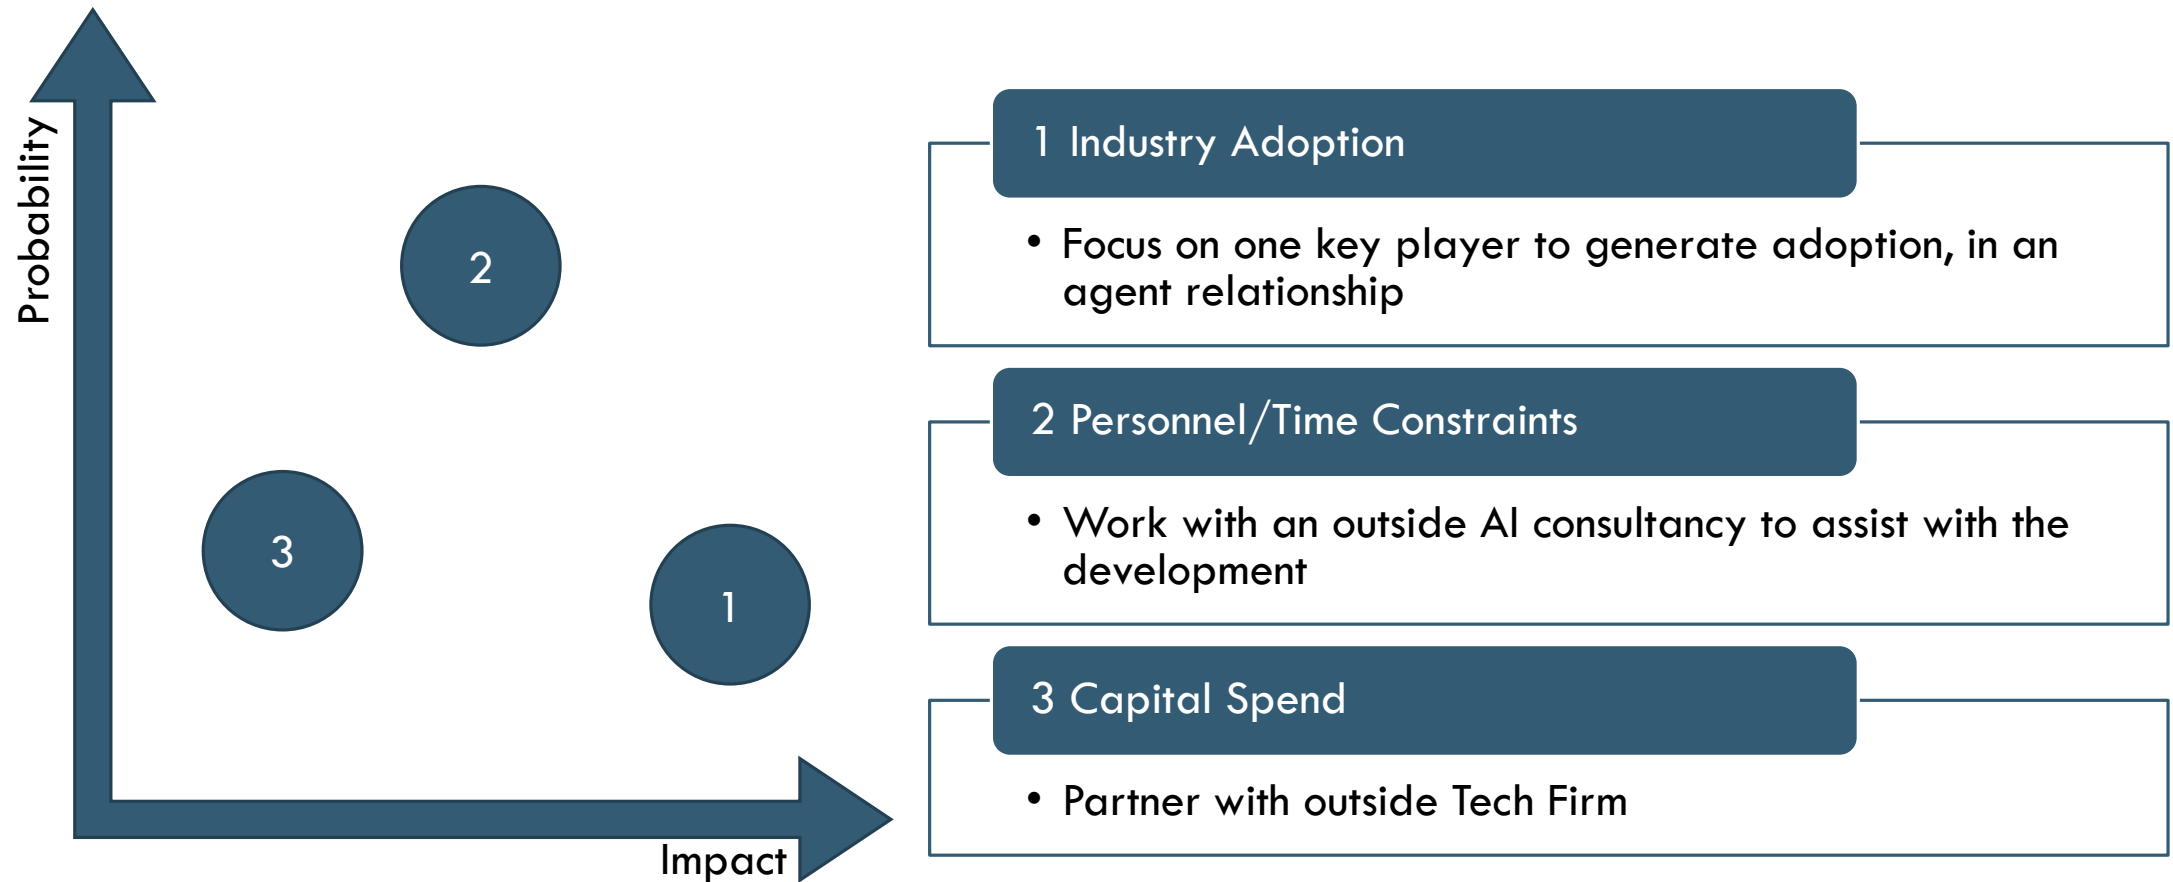 Probability
2
3
1
Impact
1 Industry Adoption
• Focus on one key player to generate adoption, in an
agent relationship
2 Personnel/Time Constraints
• Work with an outside AI consultancy to assist with the
development
3 Capital Spend
• Partner with outside Tech Firm